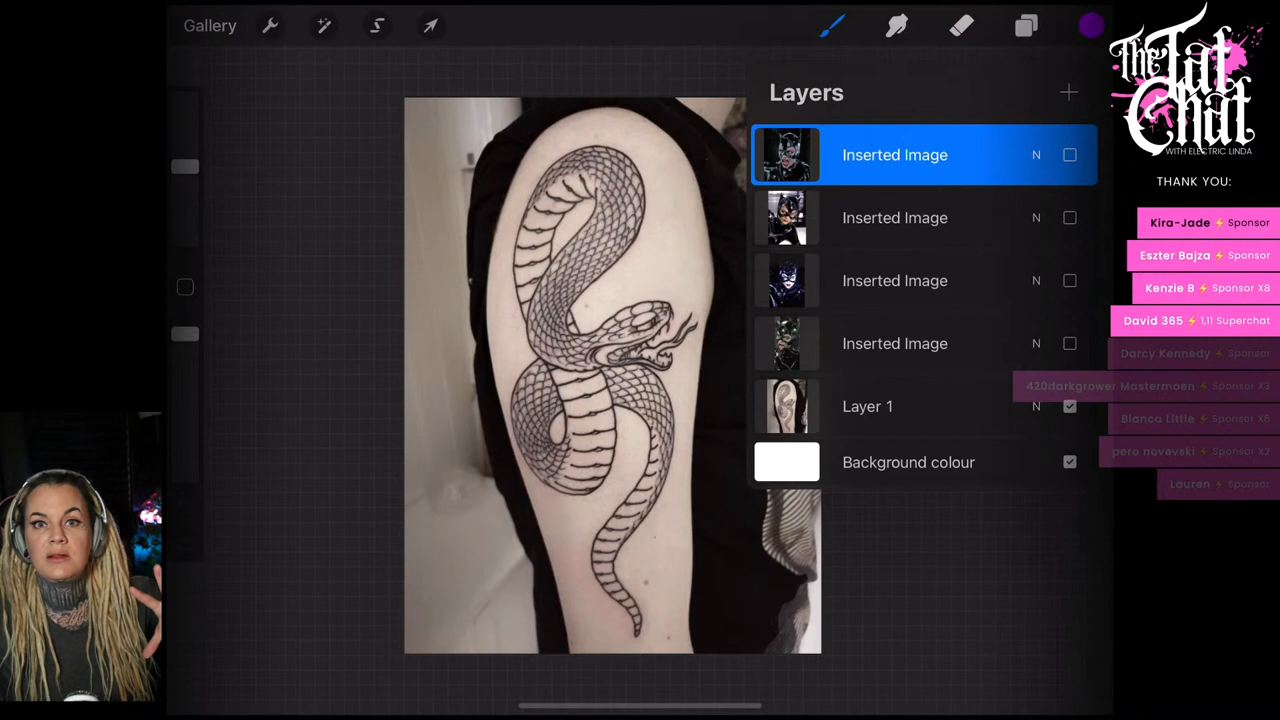 Gallery
Layers
Inserted Image N
Inserted Image N
Inserted Image N
Inserted Image N
Layer 1 N
Background colour
The
Tat
Chat
WITH ELECTRIC LINDA
THANK YOU:
Kira-Jade ⚡ Sponsor
Eszter Bajza ⚡ Sponsor
Kenzie B ⚡ Sponsor X8
David 365 ⚡ 1,11 Superchat
Darcy Kennedy ⚡ Sponsor
420darkgrower Mastermoen ⚡ Sponsor X3
Bianca Little ⚡ Sponsor X6
pero novevski ⚡ Sponsor X2
Lauren ⚡ Sponsor